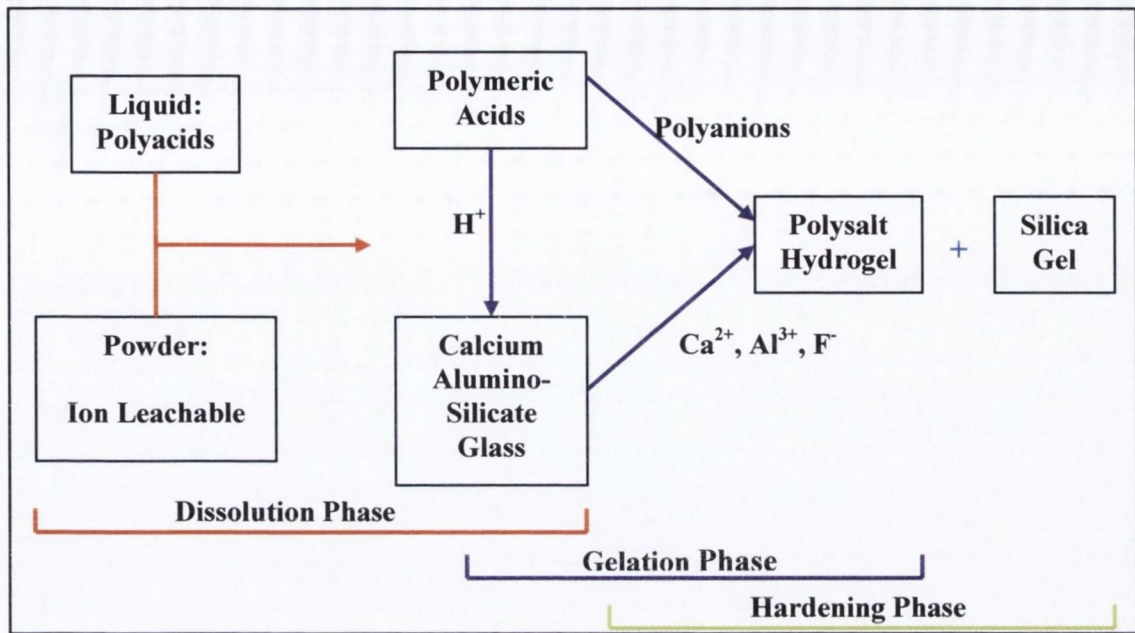 Liquid:
Polyacids
Polymeric
Acids
Polyanions
H⁺
Polysalt
Hydrogel
+
Silica
Gel
Powder:
Ion Leachable
Calcium
Alumino-
Silicate
Glass
Ca²⁺, Al³⁺, F⁻
Dissolution Phase
Gelation Phase
Hardening Phase